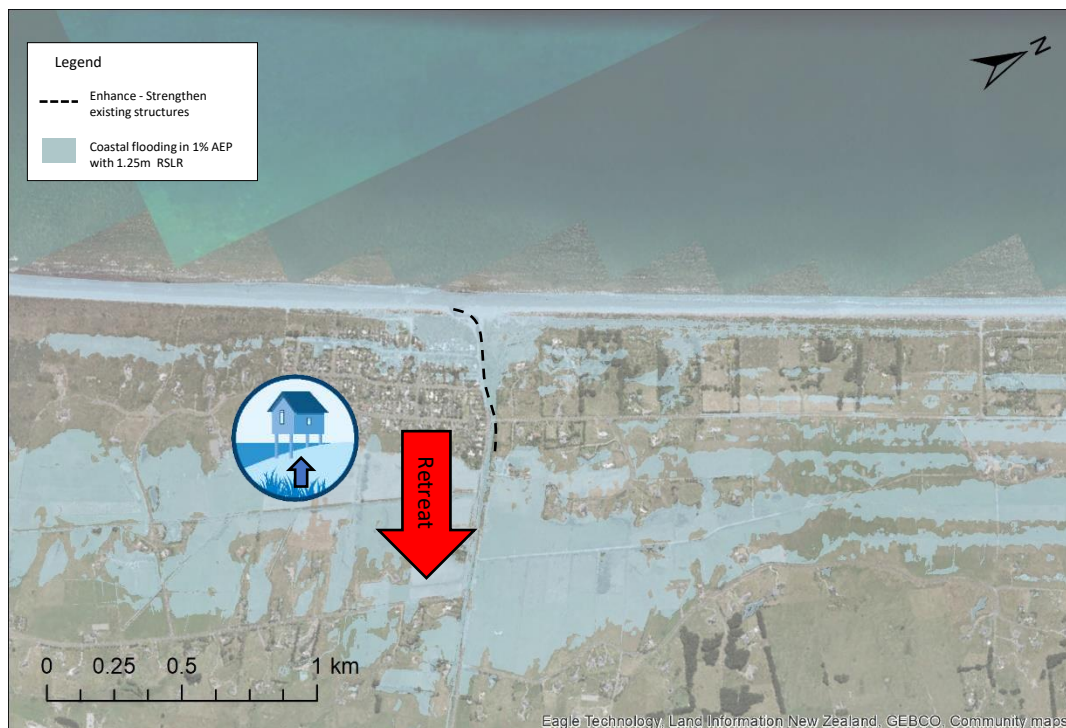 Legend
Enhance - Strengthen
existing structures
Coastal flooding in 1% AEP
with 1.25m RSLR
N
Retreat
0 0.25 0.5 1 km
Eagle Technology, Land Information New Zealand, GEBCO, Community maps